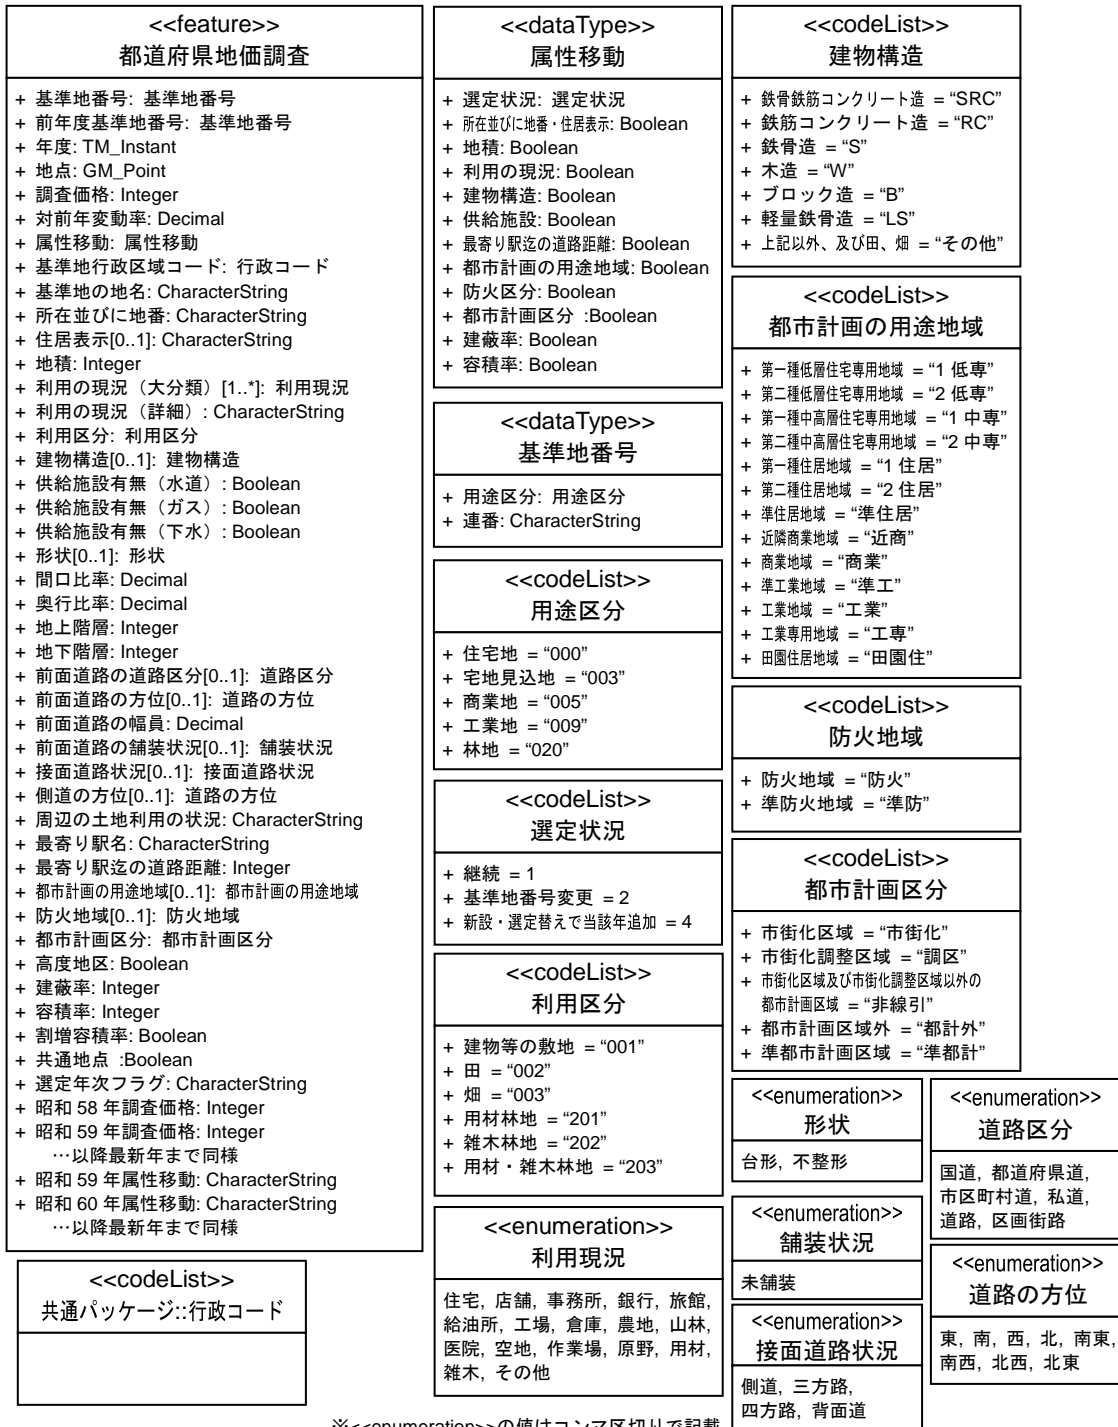 <<feature>>
都道府県地価調査
+ 基準地番号: 基準地番号
+ 前年度基準地番号: 基準地番号
+ 年度: TM_Instant
+ 地点: GM_Point
+ 調査価格: Integer
+ 対前年変動率: Decimal
+ 属性移動: 属性移動
+ 基準地行政区域コード: 行政コード
+ 基準地の地名: CharacterString
+ 所在並びに地番: CharacterString
+ 住居表示[0..1]: CharacterString
+ 地積: Integer
+ 利用の現況（大分類）[1..*]: 利用現況
+ 利用の現況（詳細）: CharacterString
+ 利用区分: 利用区分
+ 建物構造[0..1]: 建物構造
+ 供給施設有無（水道）: Boolean
+ 供給施設有無（ガス）: Boolean
+ 供給施設有無（下水）: Boolean
+ 形状[0..1]: 形状
+ 間口比率: Decimal
+ 奥行比率: Decimal
+ 地上階層: Integer
+ 地下階層: Integer
+ 前面道路の道路区分[0..1]: 道路区分
+ 前面道路の方位[0..1]: 道路の方位
+ 前面道路の幅員: Decimal
+ 前面道路の舗装状況[0..1]: 舗装状況
+ 接面道路状況[0..1]: 接面道路状況
+ 側道の方位[0..1]: 道路の方位
+ 周辺の土地利用の状況: CharacterString
+ 最寄り駅名: CharacterString
+ 最寄り駅迄の道路距離: Integer
+ 都市計画の用途地域[0..1]: 都市計画の用途地域
+ 防火地域[0..1]: 防火地域
+ 都市計画区分: 都市計画区分
+ 高度地区: Boolean
+ 建蔽率: Integer
+ 容積率: Integer
+ 割増容積率: Boolean
+ 共通地点 :Boolean
+ 選定年次フラグ: CharacterString
+ 昭和 58 年調査価格: Integer
+ 昭和 59 年調査価格: Integer
…以降最新年まで同様
+ 昭和 59 年属性移動: CharacterString
+ 昭和 60 年属性移動: CharacterString
…以降最新年まで同様
<<codeList>>
共通パッケージ::行政コード
<<dataType>>
属性移動
+ 選定状況: 選定状況
+ 所在並びに地番・住居表示: Boolean
+ 地積: Boolean
+ 利用の現況: Boolean
+ 建物構造: Boolean
+ 供給施設: Boolean
+ 最寄り駅迄の道路距離: Boolean
+ 都市計画の用途地域: Boolean
+ 防火区分: Boolean
+ 都市計画区分 :Boolean
+ 建蔽率: Boolean
+ 容積率: Boolean
<<dataType>>
基準地番号
+ 用途区分: 用途区分
+ 連番: CharacterString
<<codeList>>
用途区分
+ 住宅地 = “000”
+ 宅地見込地 = “003”
+ 商業地 = “005”
+ 工業地 = “009”
+ 林地 = “020”
<<codeList>>
選定状況
+ 継続 = 1
+ 基準地番号変更 = 2
+ 新設・選定替えで当該年追加 = 4
<<codeList>>
利用区分
+ 建物等の敷地 = “001”
+ 田 = “002”
+ 畑 = “003”
+ 用材林地 = “201”
+ 雑木林地 = “202”
+ 用材・雑木林地 = “203”
<<enumeration>>
利用現況
住宅, 店舗, 事務所, 銀行, 旅館,
給油所, 工場, 倉庫, 農地, 山林,
医院, 空地, 作業場, 原野, 用材,
雑木, その他
<<codeList>>
建物構造
+ 鉄骨鉄筋コンクリート造 = “SRC”
+ 鉄筋コンクリート造 = “RC”
+ 鉄骨造 = “S”
+ 木造 = “W”
+ ブロック造 = “B”
+ 軽量鉄骨造 = “LS”
+ 上記以外、及び田、畑 = “その他”
<<codeList>>
都市計画の用途地域
+ 第一種低層住宅専用地域 = “1 低専”
+ 第二種低層住宅専用地域 = “2 低専”
+ 第一種中高層住宅専用地域 = “1 中専”
+ 第二種中高層住宅専用地域 = “2 中専”
+ 第一種住居地域 = “1 住居”
+ 第二種住居地域 = “2 住居”
+ 準住居地域 = “準住居”
+ 近隣商業地域 = “近商”
+ 商業地域 = “商業”
+ 準工業地域 = “準工”
+ 工業地域 = “工業”
+ 工業専用地域 = “工専”
+ 田園住居地域 = “田園住”
<<codeList>>
防火地域
+ 防火地域 = “防火”
+ 準防火地域 = “準防”
<<codeList>>
都市計画区分
+ 市街化区域 = “市街化”
+ 市街化調整区域 = “調区”
+ 市街化区域及び市街化調整区域以外の
都市計画区域 = “非線引”
+ 都市計画区域外 = “都計外”
+ 準都市計画区域 = “準都計”
<<enumeration>>
形状
台形, 不整形
<<enumeration>>
道路区分
国道, 都道府県道,
市区町村道, 私道,
道路, 区画街路
<<enumeration>>
舗装状況
未舗装
<<enumeration>>
道路の方位
東, 南, 西, 北, 南東,
南西, 北西, 北東
<<enumeration>>
接面道路状況
側道, 三方路,
四方路, 背面道
※<<enumeration>>の値はコンマ区切りで記載